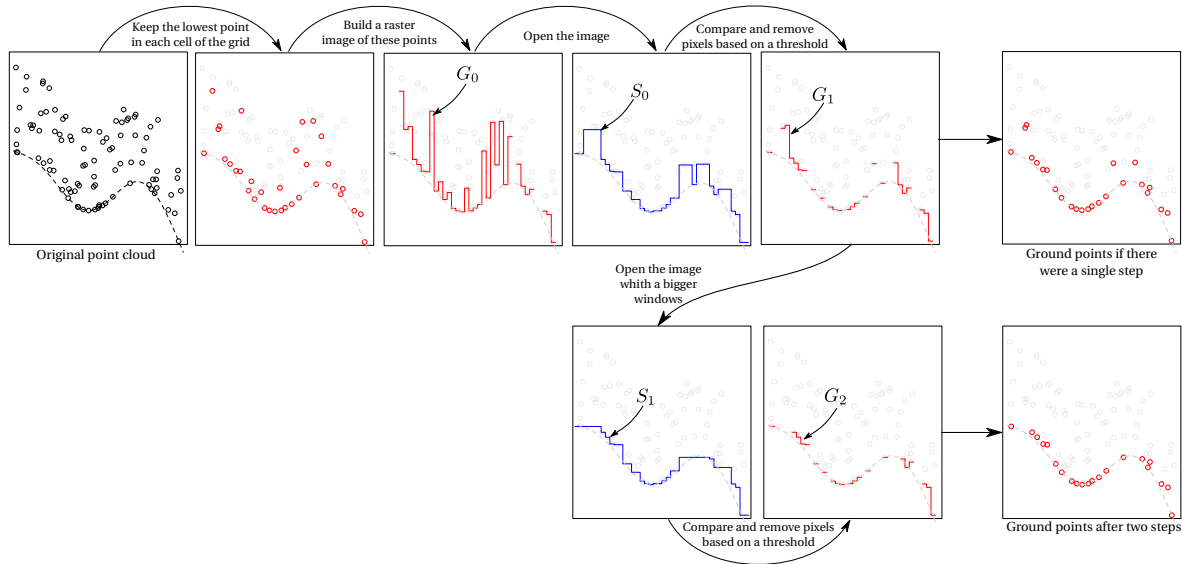 Keep the lowest point
in each cell of the grid
Build a raster
image of these points
Open the image
Compare and remove
pixels based on a threshold
G0
S0
G1
Original point cloud
Ground points if there
were a single step
Open the image
whith a bigger
windows
S1
G2
Compare and remove pixels
based on a threshold
Ground points after two steps